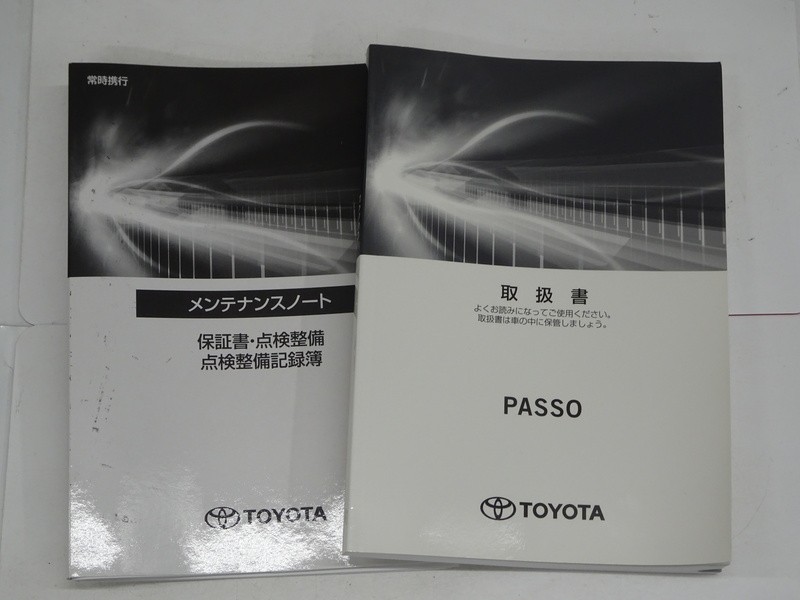 常時携行
メンテナンスノート
保証書・点検整備
点検整備記録簿
TOYOTA
取扱書
よくお読みになってご使用ください。
取扱書は車の中に保管しましょう。
PASSO
TOYOTA